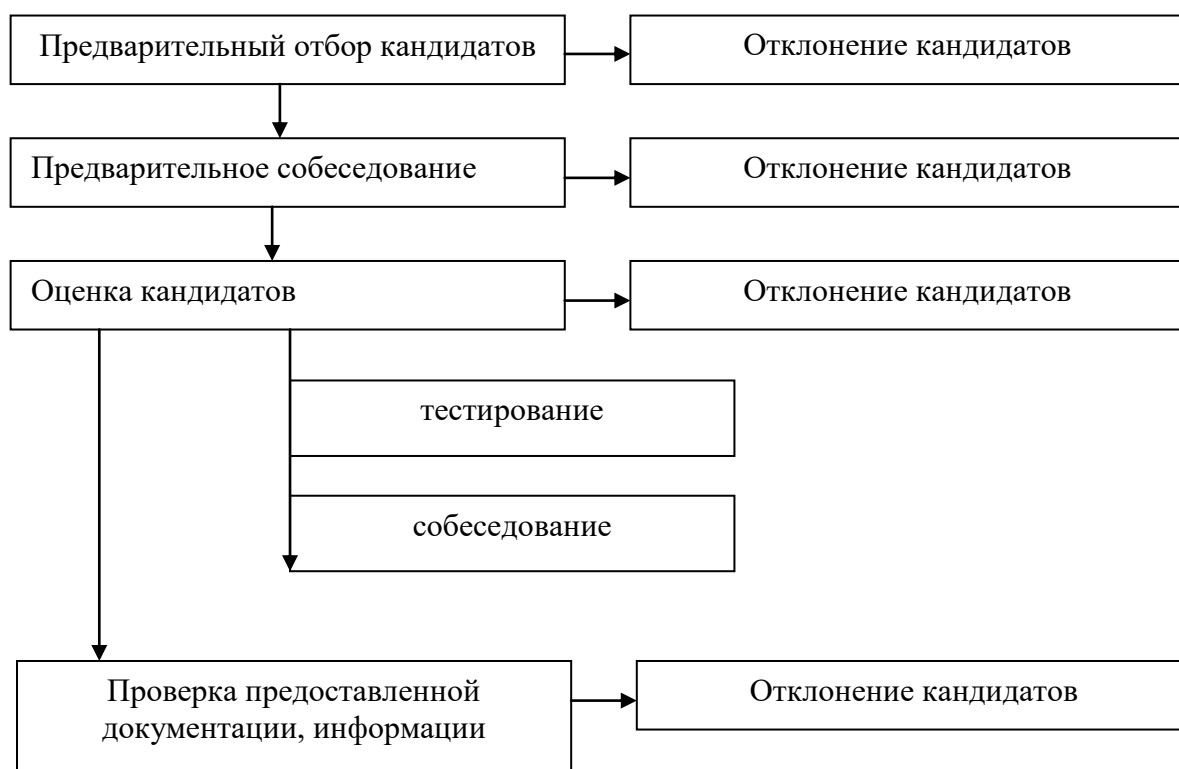 Предварительный отбор кандидатов
Отклонение кандидатов
Предварительное собеседование
Отклонение кандидатов
Оценка кандидатов
Отклонение кандидатов
тестирование
собеседование
Проверка предоставленной
документации, информации
Отклонение кандидатов